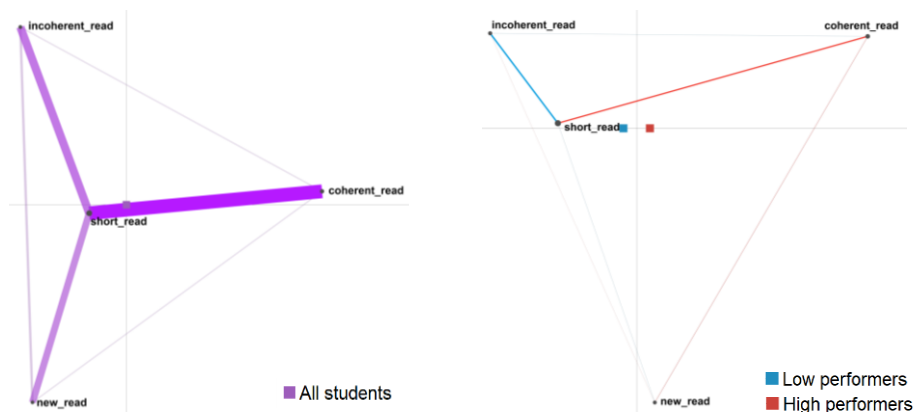 incoherent_read
coherent_read
short_read
new_read
All students
incoherent_read
coherent_read
short_read
new_read
Low performers
High performers